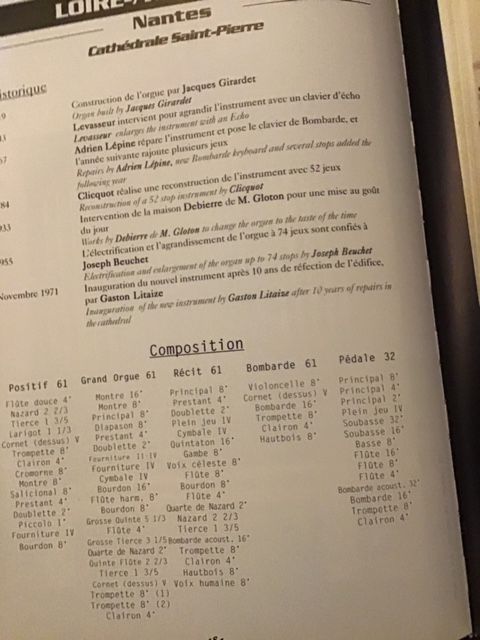 LOIRE-
Nantes
Cathédrale Saint-Pierre
istorique
9
Construction de l'orgue par Jacques Girardet
Organ built by Jacques Girardet
Levasseur intervient pour agrandir l'instrument avec un clavier d'écho
Levasseur enlarges the instrument with an Echo
Adrien Lépine répare l'instrument et pose le clavier de Bombarde, et
l'année suivante rajoute plusieurs jeux
Repairs by Adrien Lépine, new Bombarde keyboard and several stops added the
following year
84
Clicquot réalise une reconstruction de l'instrument avec 52 jeux
Reconstruction of a 52 stop instrument by Clicquot
933
Intervention de la maison Debierre de M. Gloton pour une mise au goût
du jour
Works by Debierre de M. Gloton to change the organ to the taste of the time
955
L'électrification et l'agrandissement de l'orgue à 74 jeux sont confiés à
Joseph Beuchet
Electrification and enlargement of the organ up to 74 stops by Joseph Beuchet
Novembre 1971
Inauguration du nouvel instrument après 10 ans de réfection de l'édifice,
par Gaston Litaize
Inauguration of the new instrument by Gaston Litaize after 10 years of repairs in
the cathedral
Composition
Positif 61
Flûte douce 4'
Nazard 2 2/3
Tierce 1 3/5
Larigot 1 1/3
Cornet (dessus) V
Trompette 8'
Clairon 4'
Cromorne 8'
Montre 8'
Salicional 8'
Prestant 4'
Doublette 2'
Piccolo 1'
Fourniture IV
Bourdon 8'
Grand Orgue 61
Montre 16'
Montre 8'
Principal 8'
Diapason 8'
Prestant 4'
Doublette 2'
Fourniture II-IV
Fourniture IV
Cymbale IV
Bourdon 16'
Flûte harm. 8'
Bourdon 8'
Grosse Quinte 5 1/3
Flûte 4'
Grosse Tierce 3 1/5
Quarte de Nazard 2'
Quinte Flûte 2 2/3
Tierce 1 3/5
Cornet (dessus) V
Trompette 8' (1)
Trompette 8' (2)
Clairon 4'
Récit 61
Principal 8'
Prestant 4'
Doublette 2'
Plein jeu IV
Cymbale IV
Quintaton 16'
Gambe 8'
Voix céleste 8'
Flûte 8'
Bourdon 8'
Flûte 4'
Quarte de Nazard 2'
Nazard 2 2/3
Tierce 1 3/5
Bombarde acoust. 16'
Trompette 8'
Clairon 4'
Hautbois 8'
Voix humaine 8'
Bombarde 61
Violoncelle 8'
Cornet (dessus) V
Bombarde 16'
Trompette 8'
Clairon 4'
Hautbois 8'
Pédale 32
Principal 8'
Principal 4'
Principal 2'
Plein jeu IV
Soubasse 32'
Soubasse 16'
Basse 8'
Flûte 16'
Flûte 8'
Flûte 4'
Bombarde acoust. 32'
Bombarde 16'
Trompette 8'
Clairon 4'